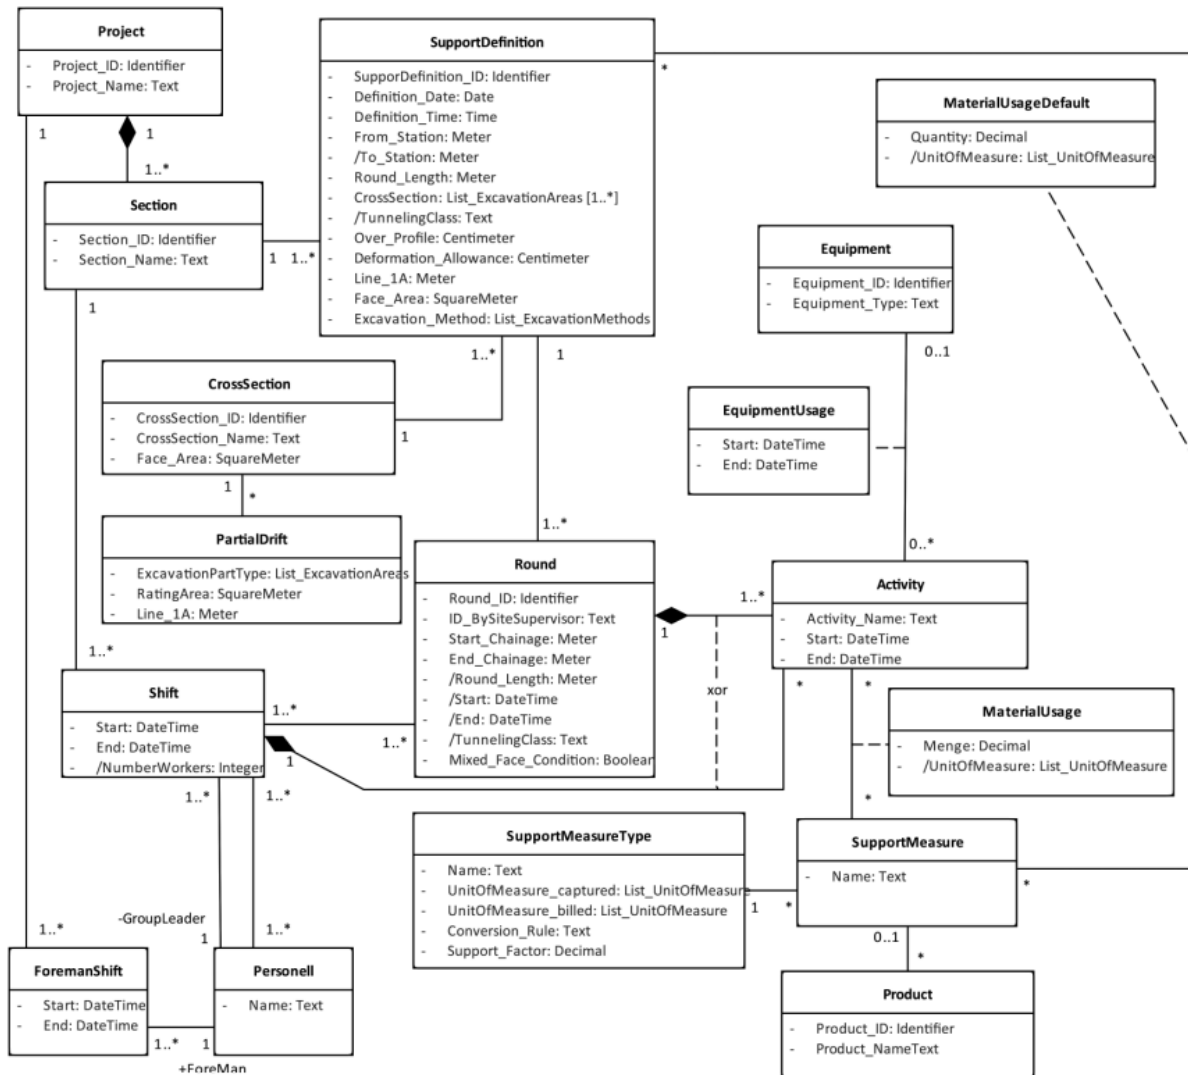 Project
- Project_ID: Identifier
- Project_Name: Text
1
1
1..*
Section
- Section_ID: Identifier
- Section_Name: Text
1
1..*
1
SupportDefinition
- SupporDefinition_ID: Identifier
- Definition_Date: Date
- Definition_Time: Time
- From_Station: Meter
- /To_Station: Meter
- Round_Length: Meter
- CrossSection: List_ExcavationAreas [1..*]
- /TunnelingClass: Text
- Over_Profile: Centimeter
- Deformation_Allowance: Centimeter
- Line_1A: Meter
- Face_Area: SquareMeter
- Excavation_Method: List_ExcavationMethods
*
1..*
1
MaterialUsageDefault
- Quantity: Decimal
- /UnitOfMeasure: List_UnitOfMeasure
Equipment
- Equipment_ID: Identifier
- Equipment_Type: Text
0..1
EquipmentUsage
- Start: DateTime
- End: DateTime
0..*
CrossSection
- CrossSection_ID: Identifier
- CrossSection_Name: Text
- Face_Area: SquareMeter
1
1
*
PartialDrift
- ExcavationPartType: List_ExcavationAreas
- RatingArea: SquareMeter
- Line_1A: Meter
1..*
Round
- Round_ID: Identifier
- ID_BySiteSupervisor: Text
- Start_Chainage: Meter
- End_Chainage: Meter
- /Round_Length: Meter
- /Start: DateTime
- /End: DateTime
- /TunnelingClass: Text
- Mixed_Face_Condition: Boolean
1
1..*
xor
Activity
- Activity_Name: Text
- Start: DateTime
- End: DateTime
*
*
MaterialUsage
- Menge: Decimal
- /UnitOfMeasure: List_UnitOfMeasure
*
1..*
Shift
- Start: DateTime
- End: DateTime
- /NumberWorkers: Integer
1..*
1..*
1
1..*
1..*
SupportMeasureType
- Name: Text
- UnitOfMeasure_captured: List_UnitOfMeasure
- UnitOfMeasure_billed: List_UnitOfMeasure
- Conversion_Rule: Text
- Support_Factor: Decimal
1
*
SupportMeasure
- Name: Text
*
0..1
*
Product
- Product_ID: Identifier
- Product_NameText
-GroupLeader
1..*
1
1..*
ForemanShift
- Start: DateTime
- End: DateTime
Personell
- Name: Text
1..*
1
+ForeMan